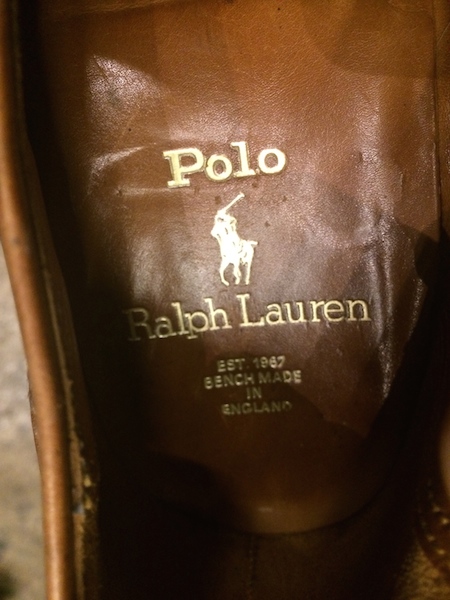 Polo
Ralph Lauren
EST. 1967
BENCH MADE
IN
ENGLAND